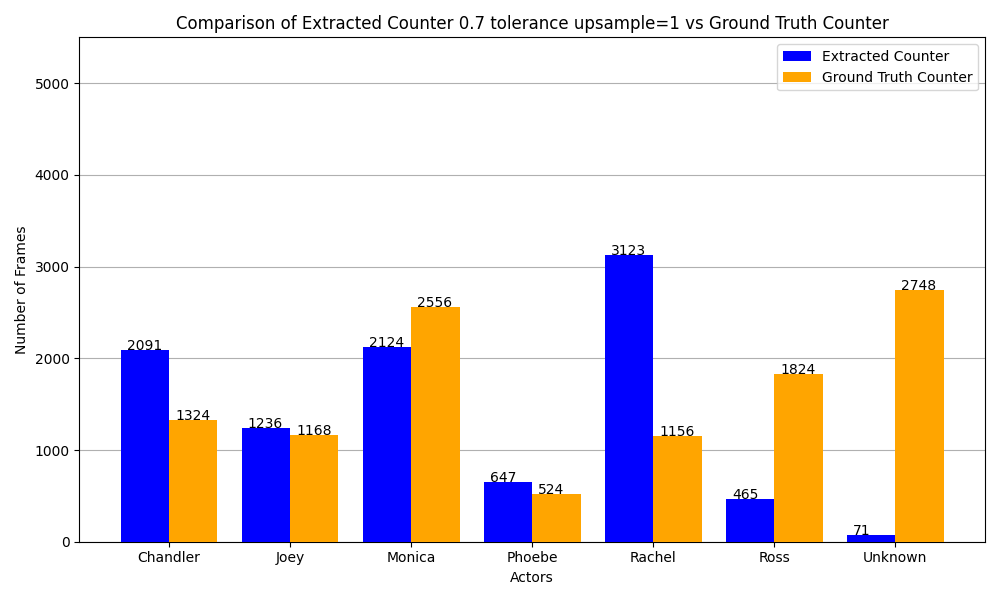 Comparison of Extracted Counter 0.7 tolerance upsample=1 vs Ground Truth Counter
Extracted Counter
Ground Truth Counter
Number of Frames
5000
4000
3000
2000
1000
0
2091
1324
1236
1168
2124
2556
647
524
3123
1156
465
1824
71
2748
Chandler
Joey
Monica
Phoebe
Rachel
Ross
Unknown
Actors